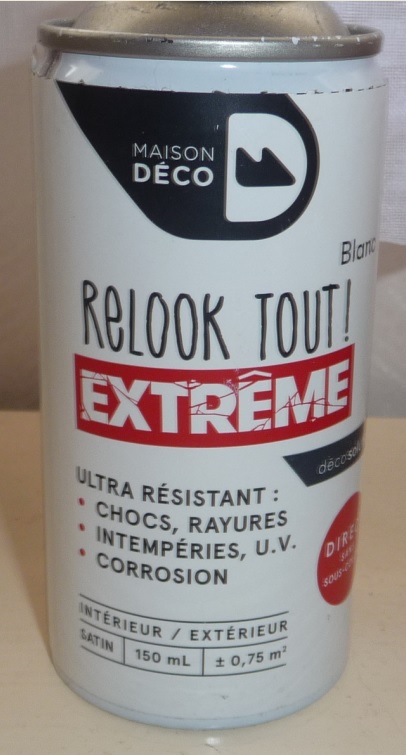 MAISON
DÉCO
Blanc
RELOOK TOUT!
EXTRÊME
ULTRA RÉSISTANT :
• CHOCS, RAYURES
• INTEMPÉRIES, U.V.
• CORROSION
INTÉRIEUR / EXTÉRIEUR
SATIN 150 mL ± 0,75 m²